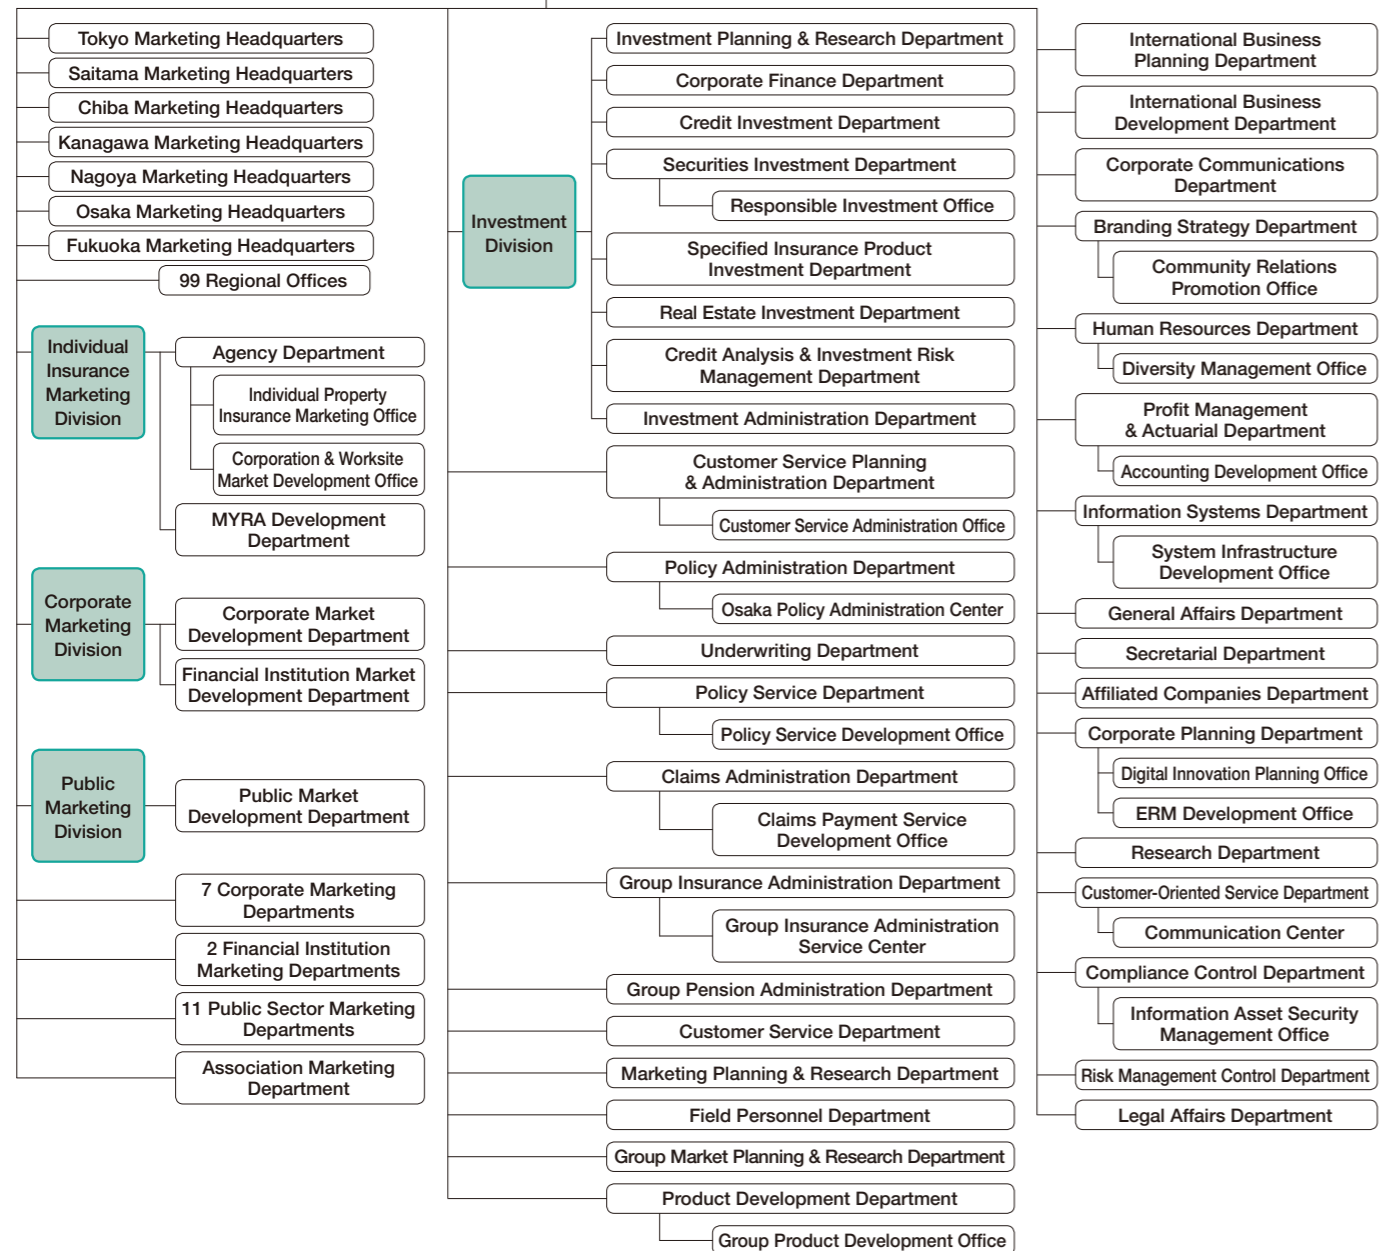 Tokyo Marketing Headquarters
Saitama Marketing Headquarters
Chiba Marketing Headquarters
Kanagawa Marketing Headquarters
Nagoya Marketing Headquarters
Osaka Marketing Headquarters
Fukuoka Marketing Headquarters
99 Regional Offices
Individual
Insurance
Marketing
Division
Agency Department
Individual Property
Insurance Marketing Office
Corporation & Worksite
Market Development Office
MYRA Development
Department
Corporate
Marketing
Division
Corporate Market
Development Department
Financial Institution Market
Development Department
Public
Marketing
Division
Public Market
Development Department
7 Corporate Marketing
Departments
2 Financial Institution
Marketing Departments
11 Public Sector Marketing
Departments
Association Marketing
Department
Investment
Division
Investment Planning & Research Department
Corporate Finance Department
Credit Investment Department
Securities Investment Department
Responsible Investment Office
Specified Insurance Product
Investment Department
Real Estate Investment Department
Credit Analysis & Investment Risk
Management Department
Investment Administration Department
Customer Service Planning
& Administration Department
Customer Service Administration Office
Policy Administration Department
Osaka Policy Administration Center
Underwriting Department
Policy Service Department
Policy Service Development Office
Claims Administration Department
Claims Payment Service
Development Office
Group Insurance Administration Department
Group Insurance Administration
Service Center
Group Pension Administration Department
Customer Service Department
Marketing Planning & Research Department
Field Personnel Department
Group Market Planning & Research Department
Product Development Department
Group Product Development Office
International Business
Planning Department
International Business
Development Department
Corporate Communications
Department
Branding Strategy Department
Community Relations
Promotion Office
Human Resources Department
Diversity Management Office
Profit Management
& Actuarial Department
Accounting Development Office
Information Systems Department
System Infrastructure
Development Office
General Affairs Department
Secretarial Department
Affiliated Companies Department
Corporate Planning Department
Digital Innovation Planning Office
ERM Development Office
Research Department
Customer-Oriented Service Department
Communication Center
Compliance Control Department
Information Asset Security
Management Office
Risk Management Control Department
Legal Affairs Department